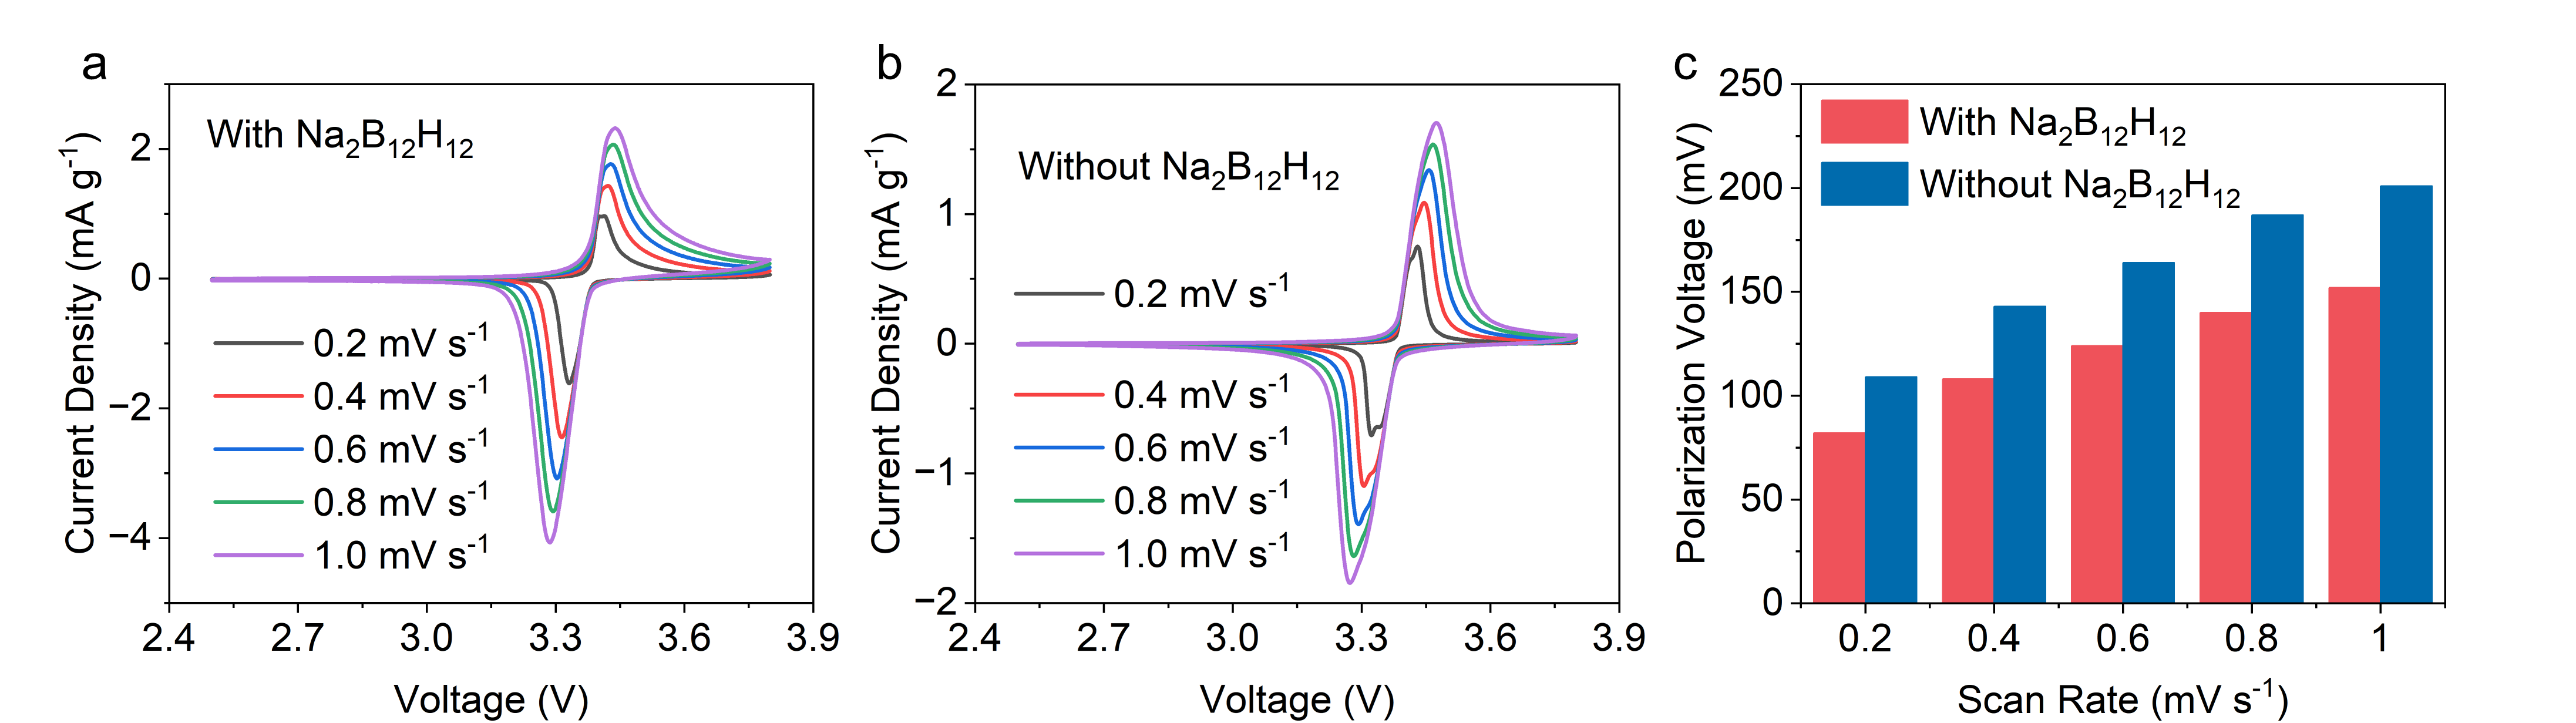 a
With Na₂B₁₂H₁₂
Current Density (mA g⁻¹)
2
0
−2
−4
0.2 mV s⁻¹
0.4 mV s⁻¹
0.6 mV s⁻¹
0.8 mV s⁻¹
1.0 mV s⁻¹
2.4 2.7 3.0 3.3 3.6 3.9
Voltage (V)
b
Without Na₂B₁₂H₁₂
Current Density (mA g⁻¹)
2
1
0
−1
−2
0.2 mV s⁻¹
0.4 mV s⁻¹
0.6 mV s⁻¹
0.8 mV s⁻¹
1.0 mV s⁻¹
2.4 2.7 3.0 3.3 3.6 3.9
Voltage (V)
c
With Na₂B₁₂H₁₂
Without Na₂B₁₂H₁₂
Polarization Voltage (mV)
250
200
150
100
50
0
0.2 0.4 0.6 0.8 1
Scan Rate (mV s⁻¹)